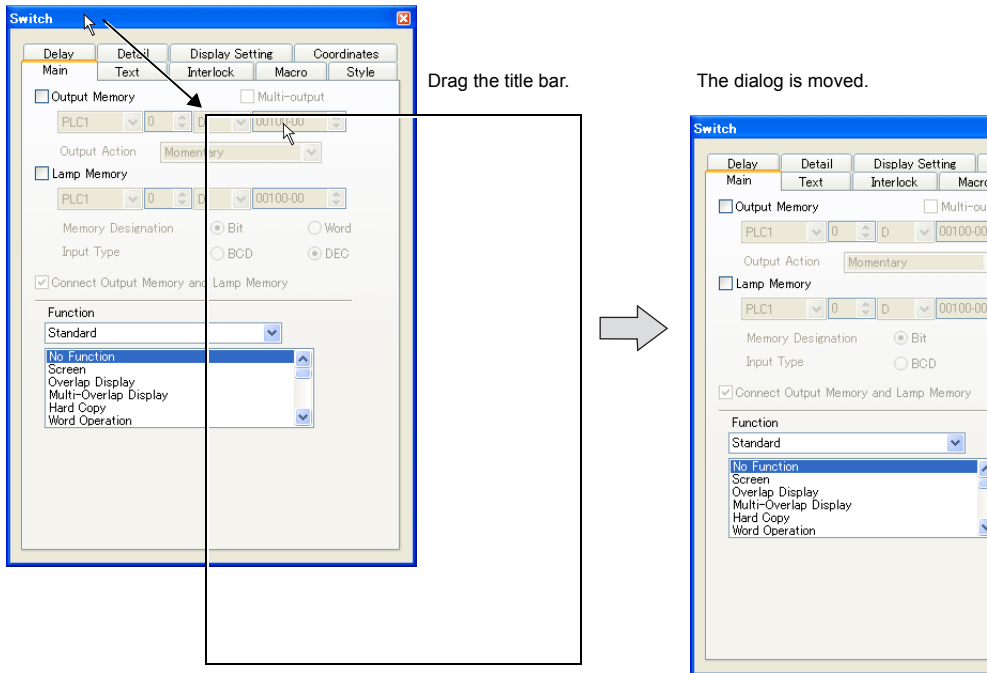 Switch
Delay Detail Display Setting Coordinates
Main Text Interlock Macro Style
Output Memory Multi-output
PLC1 0 D 00100-00
Output Action Momentary
Lamp Memory
PLC1 0 D 00100-00
Memory Designation Bit Word
Input Type BCD DEC
Connect Output Memory and Lamp Memory
Function
Standard
No Function
Screen
Overlap Display
Multi-Overlap Display
Hard Copy
Word Operation
Drag the title bar.
The dialog is moved.
Switch
Delay Detail Display Setting
Main Text Interlock Macro
Output Memory Multi-ou
PLC1 0 D 00100-00
Output Action Momentary
Lamp Memory
PLC1 0 D 00100-00
Memory Designation Bit
Input Type BCD
Connect Output Memory and Lamp Memory
Function
Standard
No Function
Screen
Overlap Display
Multi-Overlap Display
Hard Copy
Word Operation